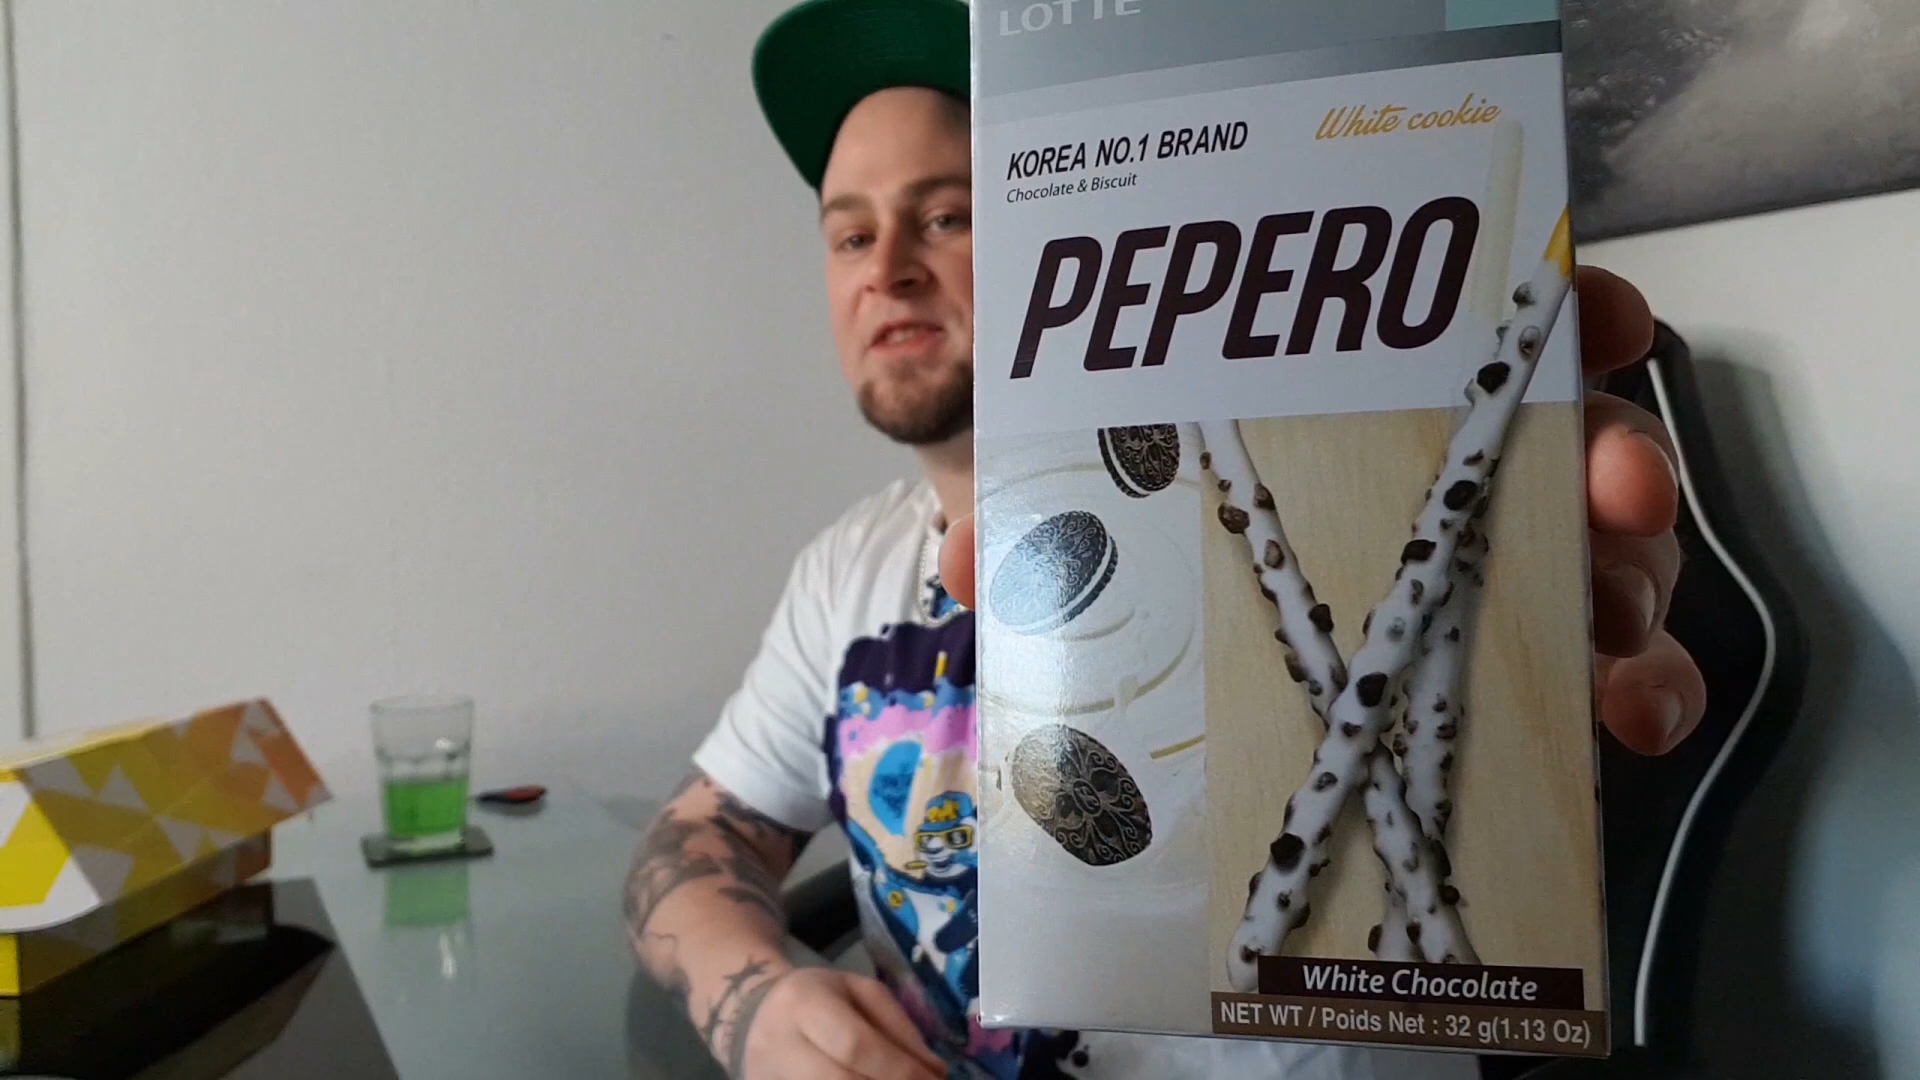 LOTTE
White cookie
KOREA NO.1 BRAND
Chocolate & Biscuit
PEPERO
White Chocolate
NET WT / Poids Net : 32 g(1.13 Oz)